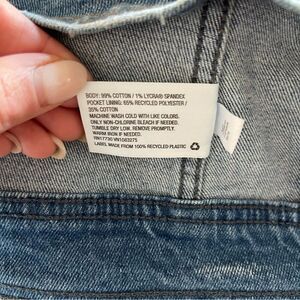 BODY: 99% COTTON / 1% LYCRA® SPANDEX
POCKET LINING: 65% RECYCLED POLYESTER /
35% COTTON
MACHINE WASH COLD WITH LIKE COLORS.
ONLY NON-CHLORINE BLEACH IF NEEDED.
TUMBLE DRY LOW. REMOVE PROMPTLY.
WARM IRON IF NEEDED.
RN17730 VN1003275
LABEL MADE FROM 100% RECYCLED PLASTIC